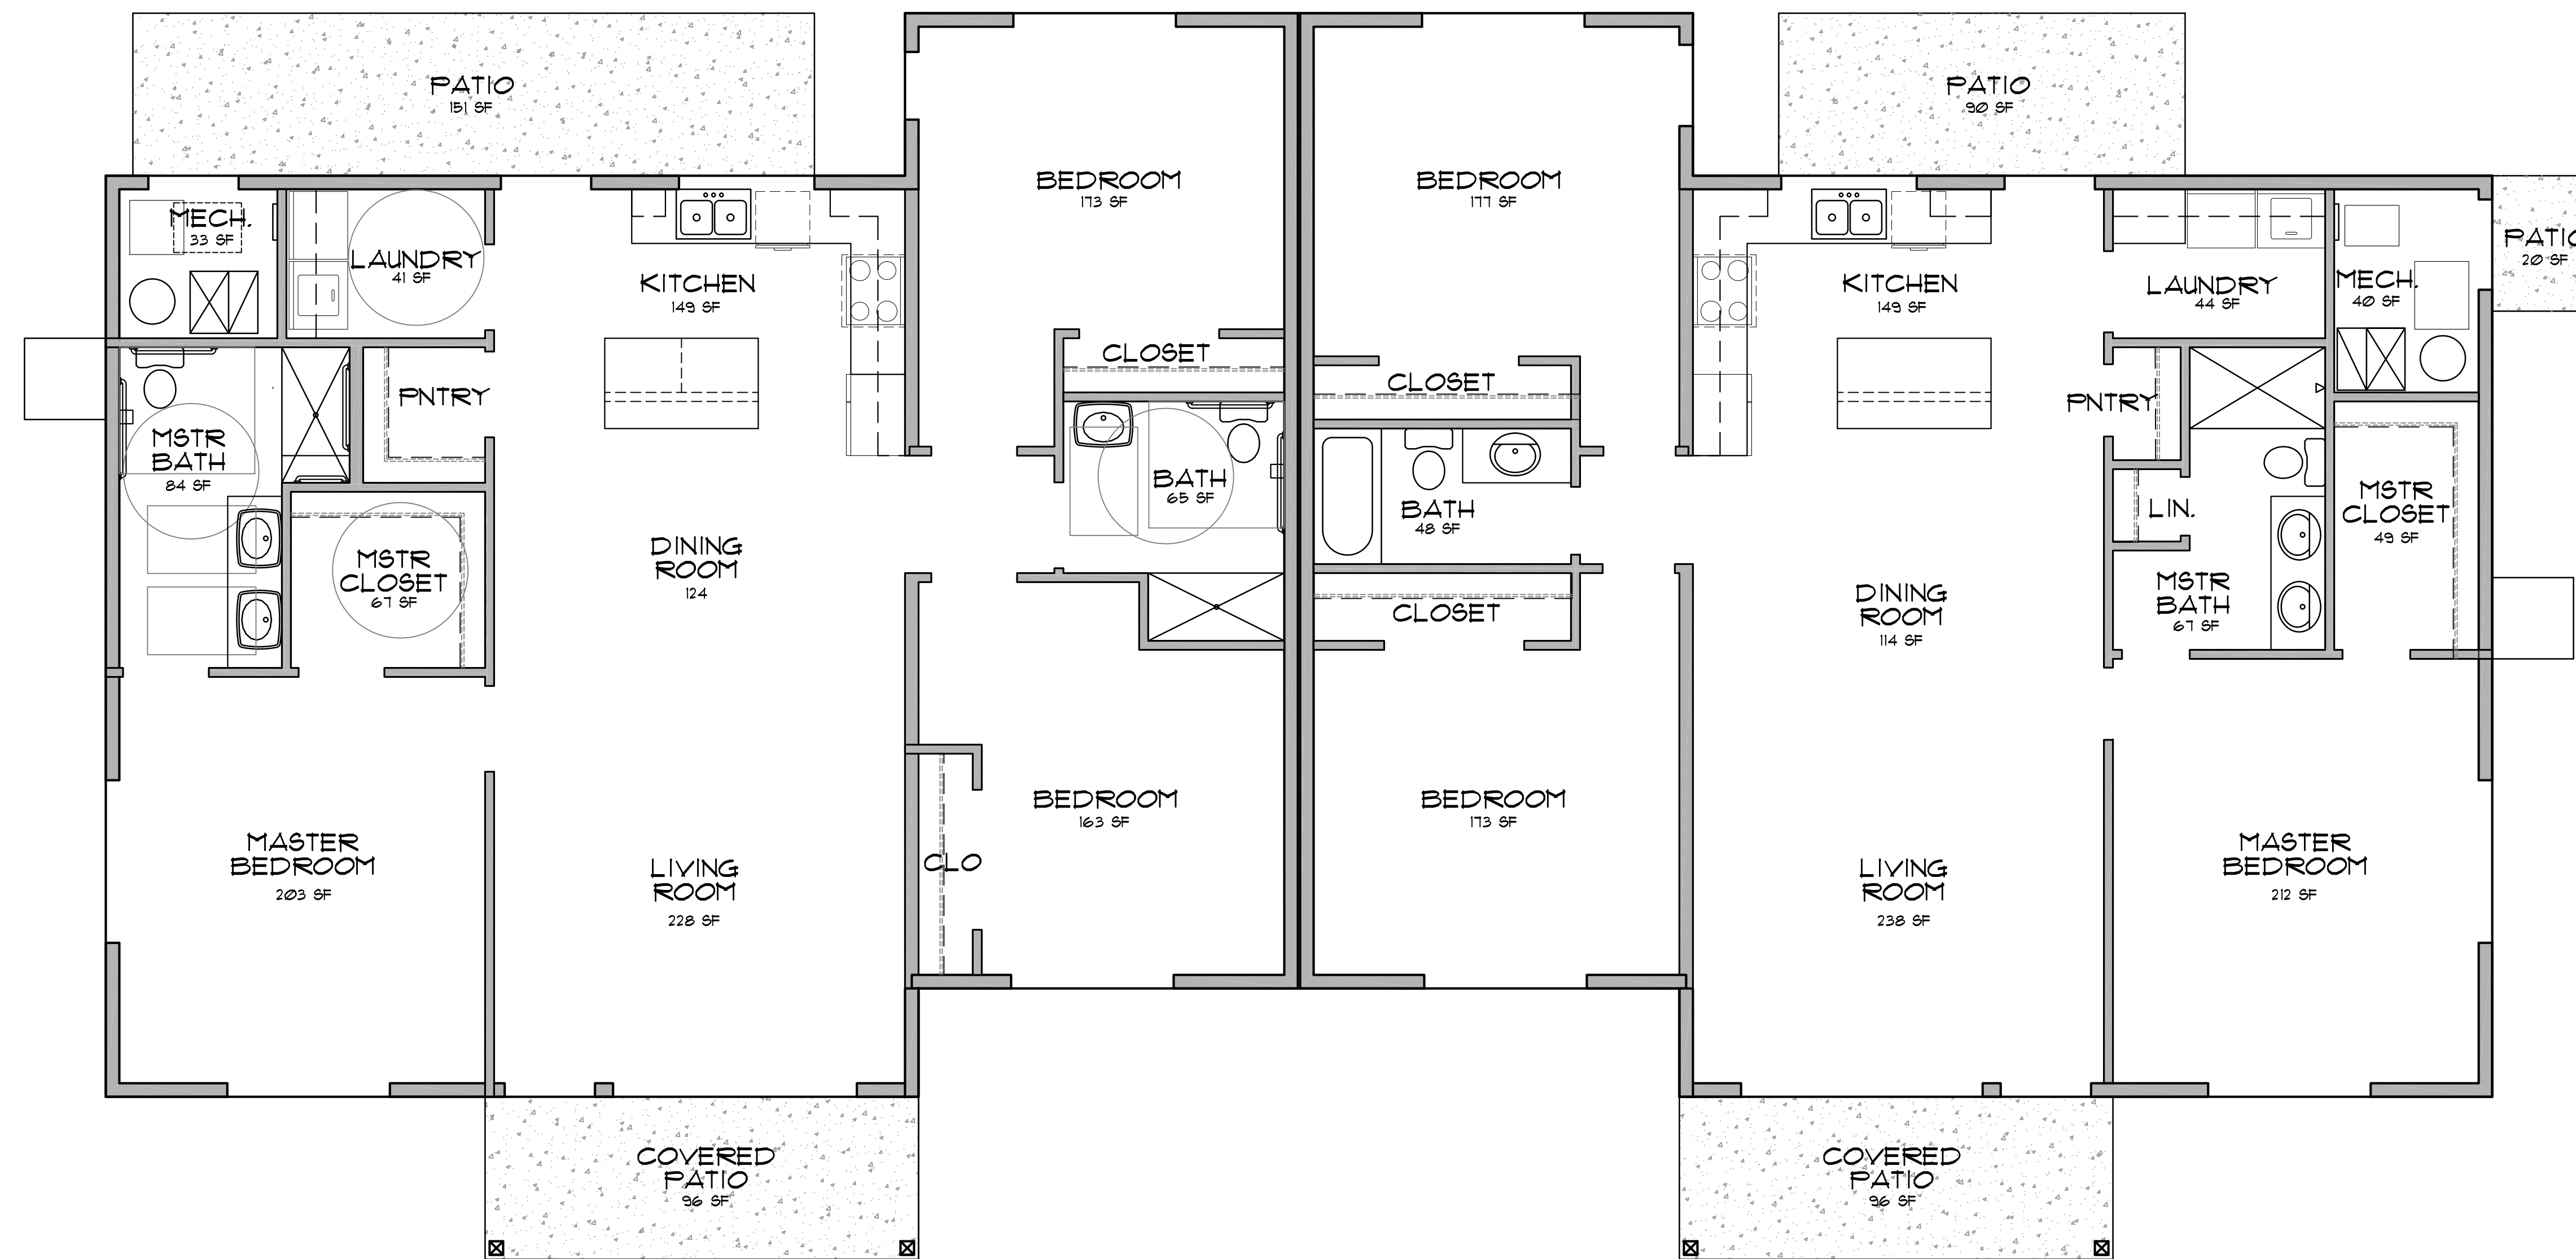 PATIO
151 SF
PATIO
90 SF
BEDROOM
173 SF
BEDROOM
177 SF
MECH.
33 SF
LAUNDRY
41 SF
KITCHEN
149 SF
KITCHEN
149 SF
LAUNDRY
44 SF
MECH.
40 SF
PATIO
20 SF
CLOSET
CLOSET
PNTRY
PNTRY
MSTR
BATH
84 SF
BATH
65 SF
BATH
48 SF
LIN.
MSTR
CLOSET
49 SF
MSTR
CLOSET
67 SF
DINING
ROOM
124
CLOSET
DINING
ROOM
114 SF
MSTR
BATH
67 SF
BEDROOM
163 SF
BEDROOM
173 SF
MASTER
BEDROOM
203 SF
LIVING
ROOM
228 SF
CLO
LIVING
ROOM
238 SF
MASTER
BEDROOM
212 SF
COVERED
PATIO
96 SF
COVERED
PATIO
96 SF